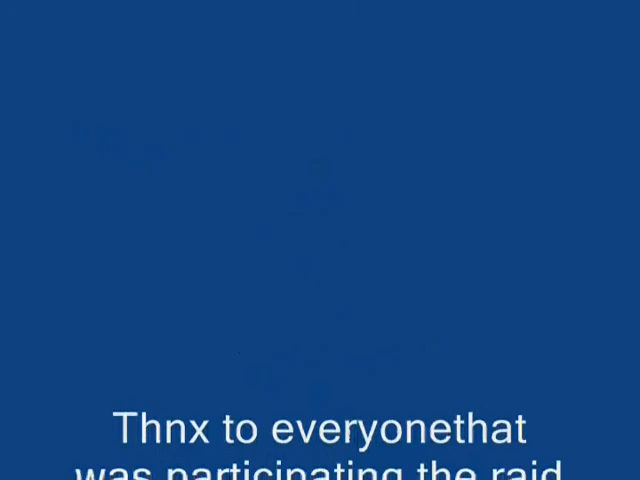 Thnx to everyonethat
was participating the raid